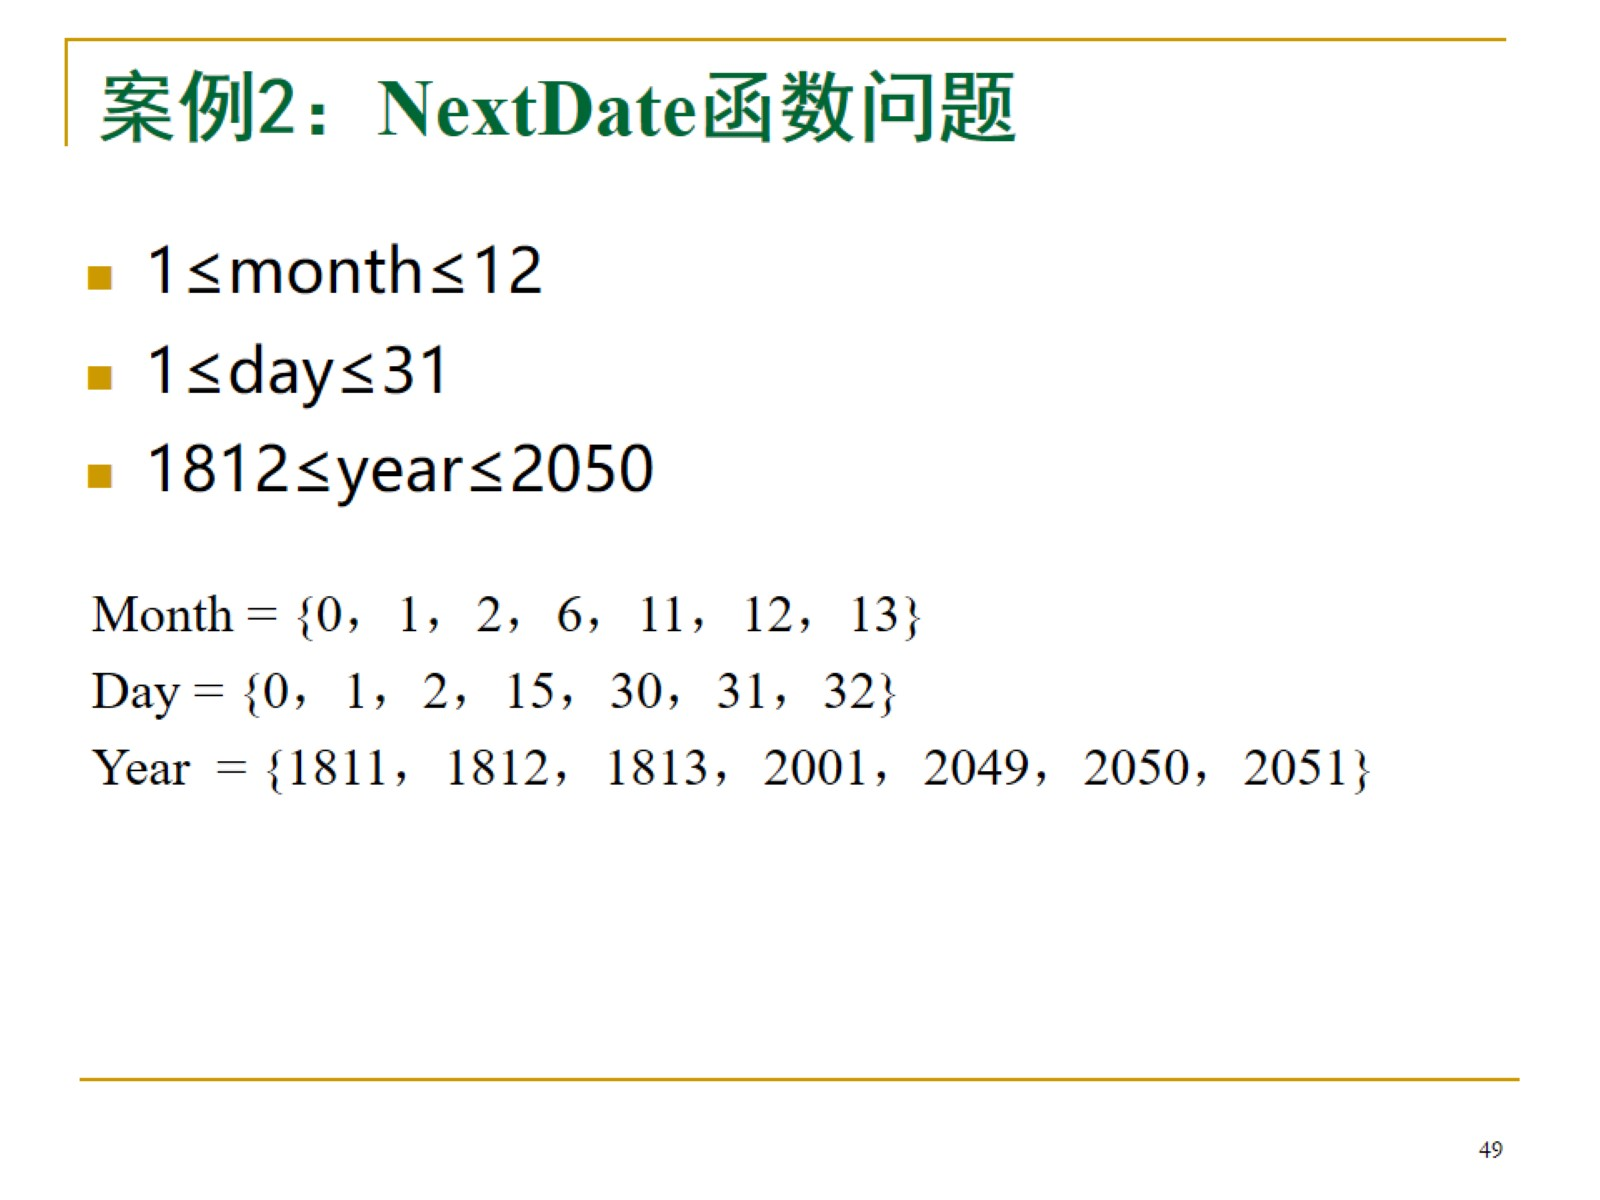 案例2：NextDate函数问题
1≤month≤12
1≤day≤31
1812≤year≤2050
Month = {0，1，2，6，11，12，13}
Day = {0，1，2，15，30，31，32}
Year = {1811，1812，1813，2001，2049，2050，2051}
49